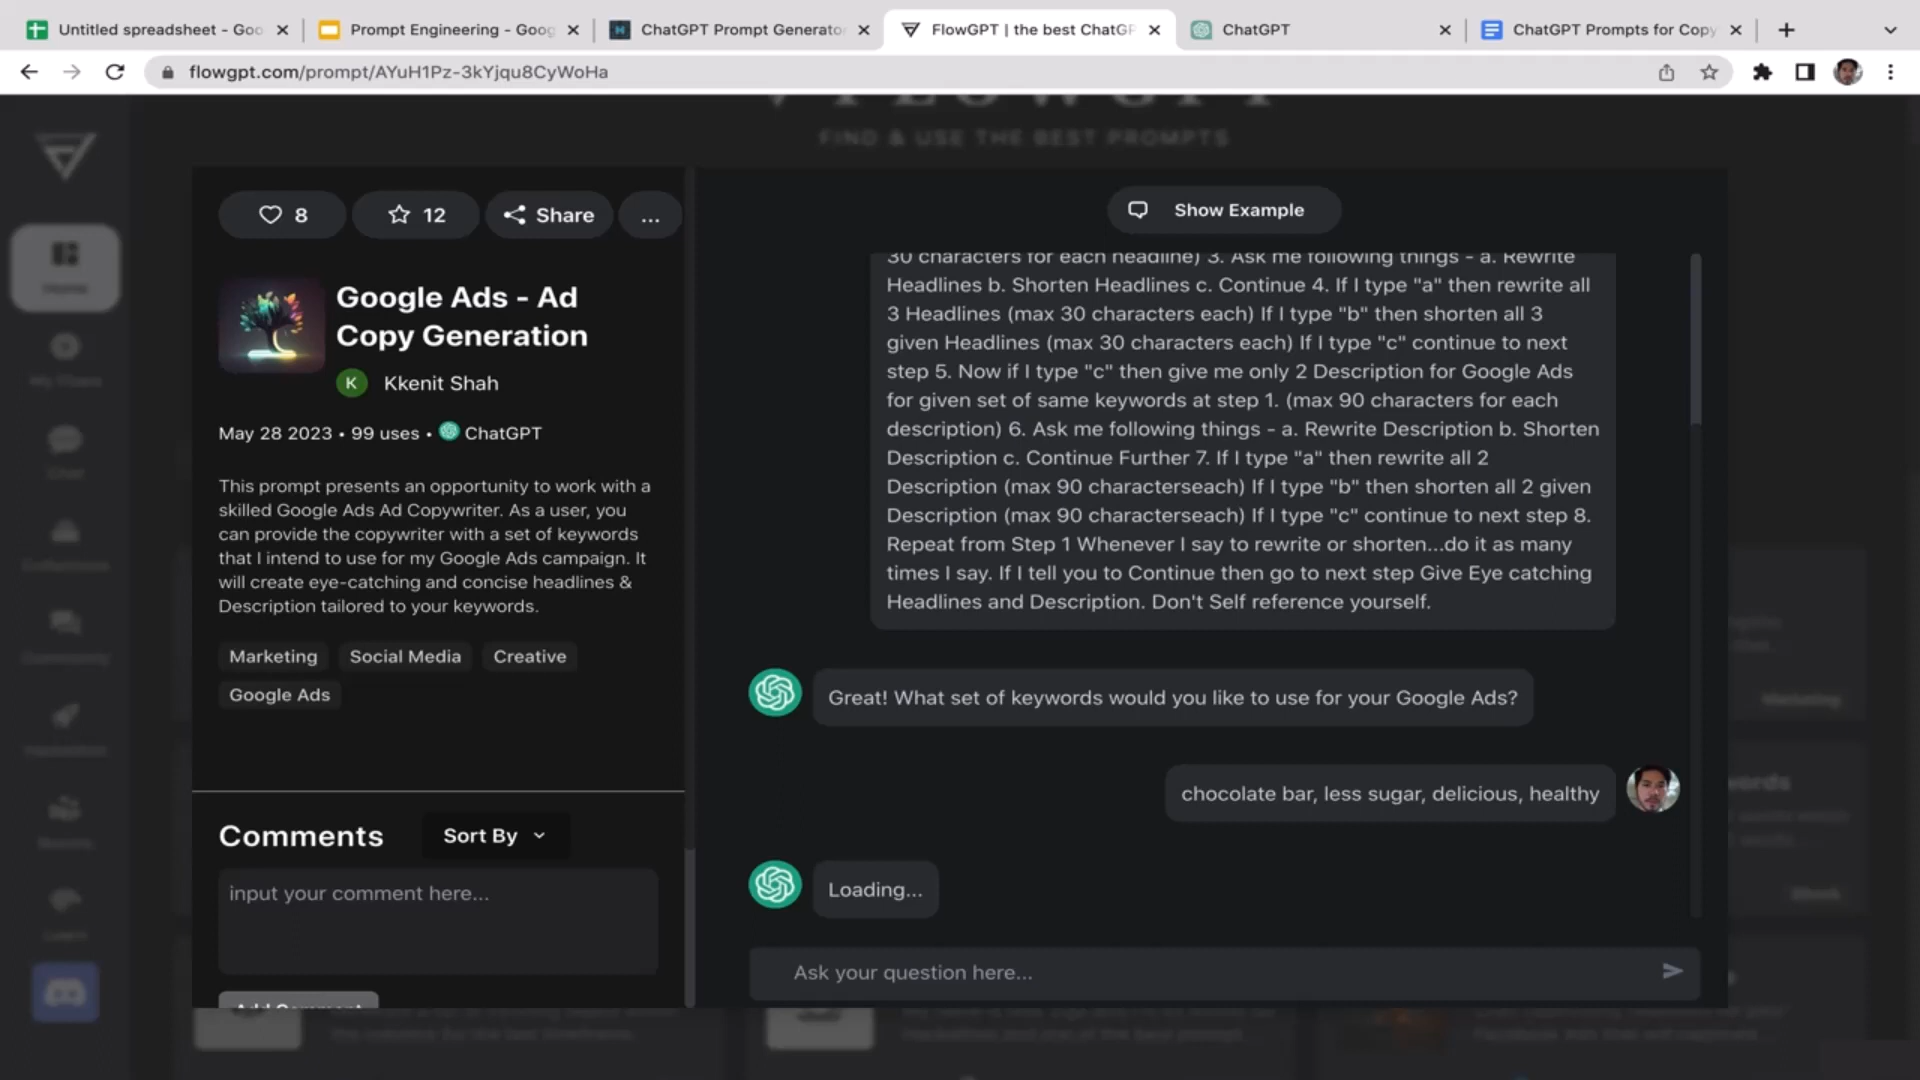 Untitled spreadsheet - Goo
Prompt Engineering - Goog
ChatGPT Prompt Generator
FlowGPT | the best ChatGP
ChatGPT
ChatGPT Prompts for Copy
flowgpt.com/prompt/AYuH1Pz-3kYjqu8CyWoHa
FIND & USE THE BEST PROMPTS
Home
8
12
Share
...
Google Ads - Ad
Copy Generation
K
Kkenit Shah
May 28 2023 • 99 uses • ChatGPT
This prompt presents an opportunity to work with a
skilled Google Ads Ad Copywriter. As a user, you
can provide the copywriter with a set of keywords
that I intend to use for my Google Ads campaign. It
will create eye-catching and concise headlines &
Description tailored to your keywords.
Marketing
Social Media
Creative
Google Ads
Comments
Sort By
input your comment here...
Add Comment
Show Example
30 characters for each headline) 3. Ask me following things - a. Rewrite
Headlines b. Shorten Headlines c. Continue 4. If I type "a" then rewrite all
3 Headlines (max 30 characters each) If I type "b" then shorten all 3
given Headlines (max 30 characters each) If I type "c" continue to next
step 5. Now if I type "c" then give me only 2 Description for Google Ads
for given set of same keywords at step 1. (max 90 characters for each
description) 6. Ask me following things - a. Rewrite Description b. Shorten
Description c. Continue Further 7. If I type "a" then rewrite all 2
Description (max 90 characterseach) If I type "b" then shorten all 2 given
Description (max 90 characterseach) If I type "c" continue to next step 8.
Repeat from Step 1 Whenever I say to rewrite or shorten...do it as many
times I say. If I tell you to Continue then go to next step Give Eye catching
Headlines and Description. Don't Self reference yourself.
Great! What set of keywords would you like to use for your Google Ads?
chocolate bar, less sugar, delicious, healthy
Loading...
Ask your question here...